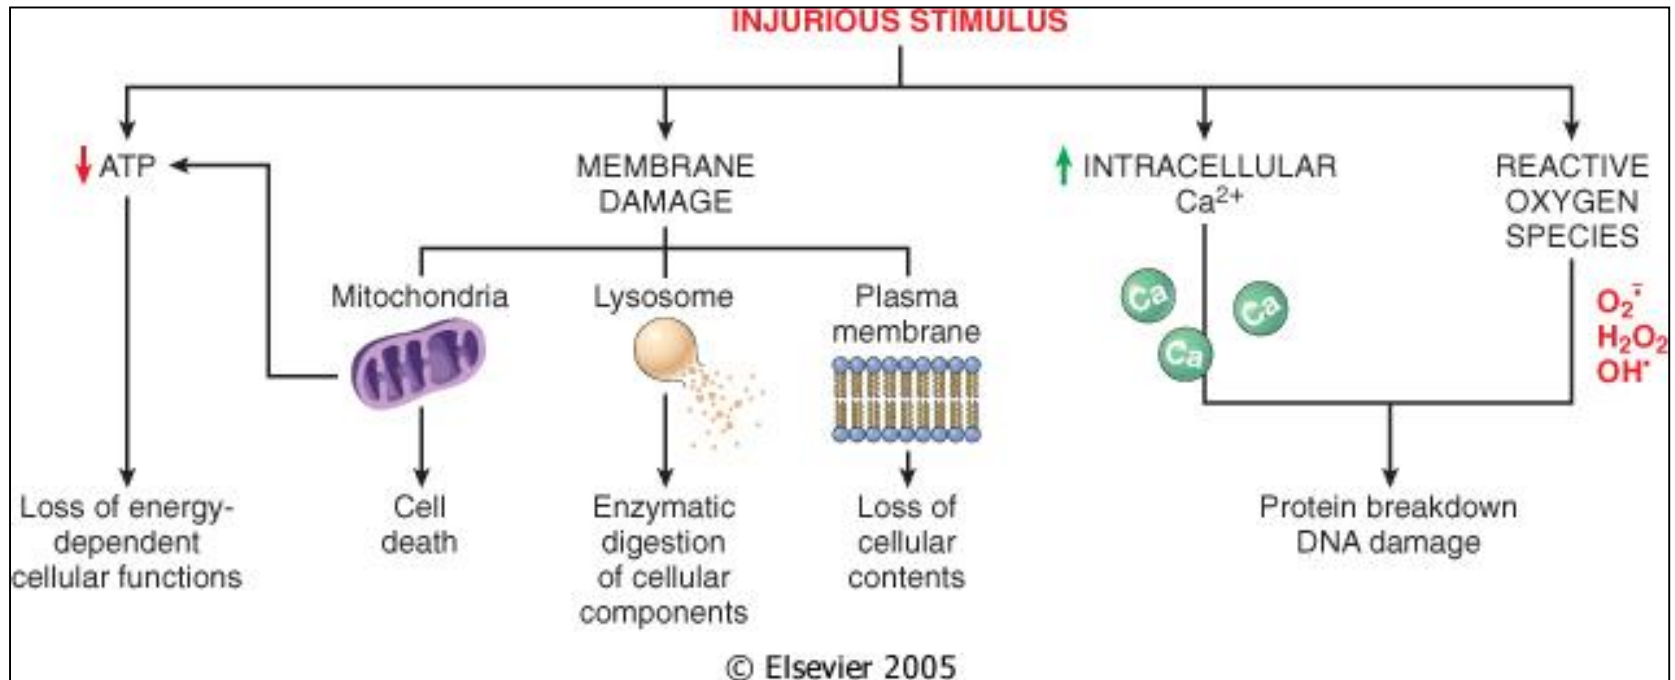 INJURIOUS STIMULUS
ATP
MEMBRANE
DAMAGE
INTRACELLULAR
Ca²⁺
REACTIVE
OXYGEN
SPECIES
Mitochondria
Lysosome
Plasma
membrane
Ca
Ca
Ca
O₂•̄
H₂O₂
OH•
Loss of energy-
dependent
cellular functions
Cell
death
Enzymatic
digestion
of cellular
components
Loss of
cellular
contents
Protein breakdown
DNA damage
© Elsevier 2005